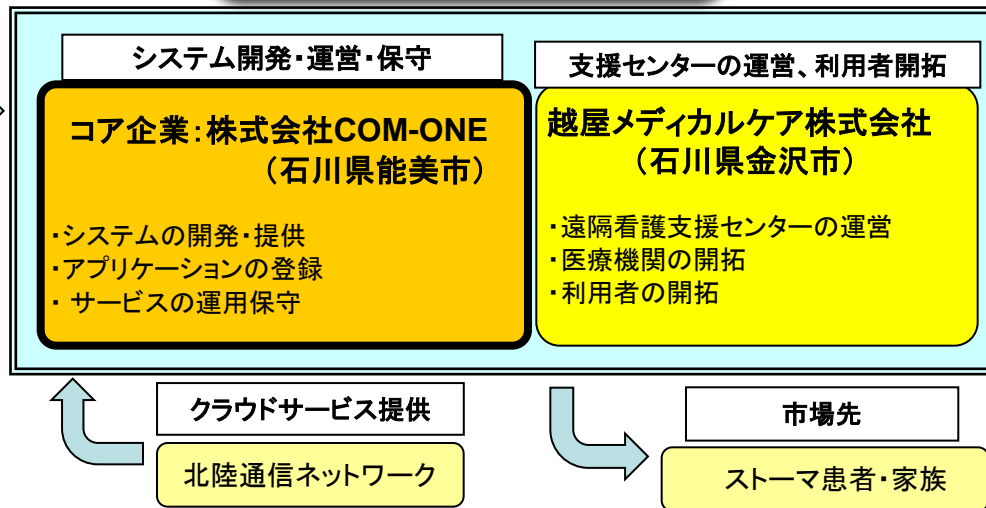 システム開発・運営・保守
コア企業：株式会社COM-ONE
（石川県能美市）
・システムの開発・提供
・アプリケーションの登録
・ サービスの運用保守
支援センターの運営、利用者開拓
越屋メディカルケア株式会社
（石川県金沢市）
・遠隔看護支援センターの運営
・医療機関の開拓
・利用者の開拓
クラウドサービス提供
北陸通信ネットワーク
市場先
ストーマ患者・家族